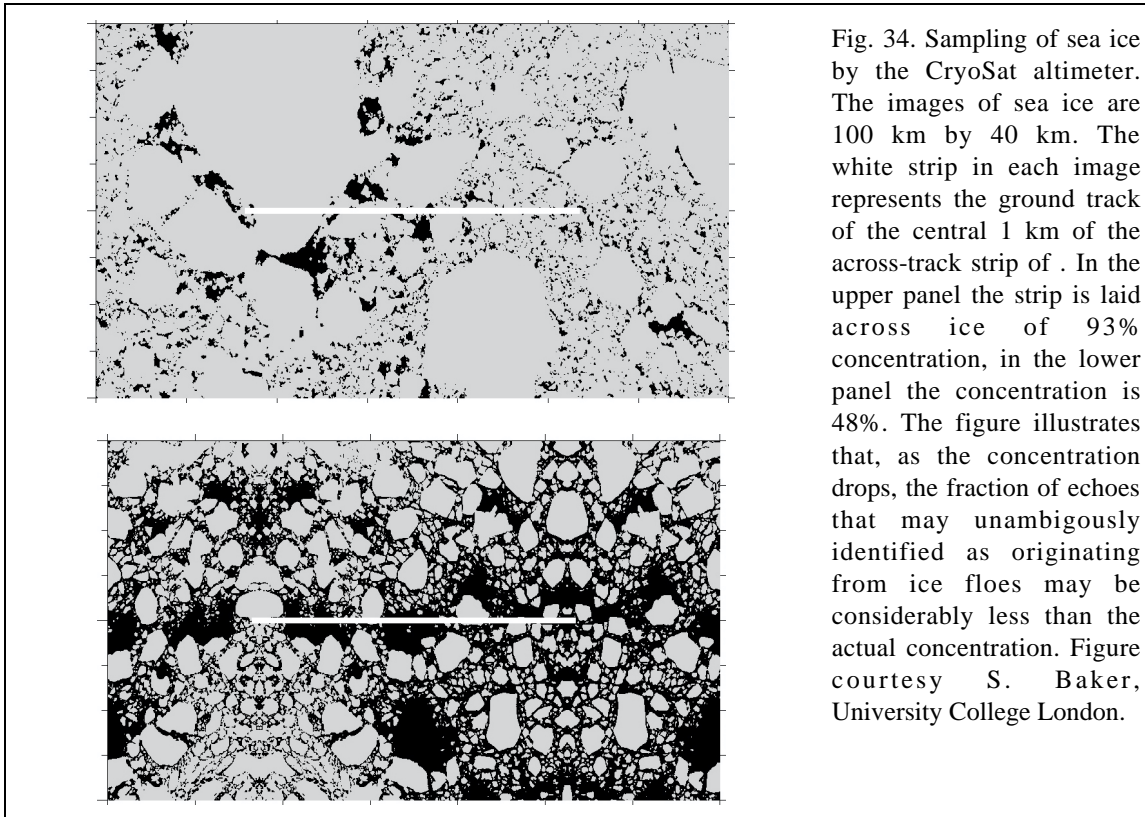 Fig. 34. Sampling of sea ice
by the CryoSat altimeter.
The images of sea ice are
100 km by 40 km. The
white strip in each image
represents the ground track
of the central 1 km of the
across-track strip of . In the
upper panel the strip is laid
across ice of 93%
concentration, in the lower
panel the concentration is
48%. The figure illustrates
that, as the concentration
drops, the fraction of echoes
that may unambigously
identified as originating
from ice floes may be
considerably less than the
actual concentration. Figure
courtesy S. Baker,
University College London.